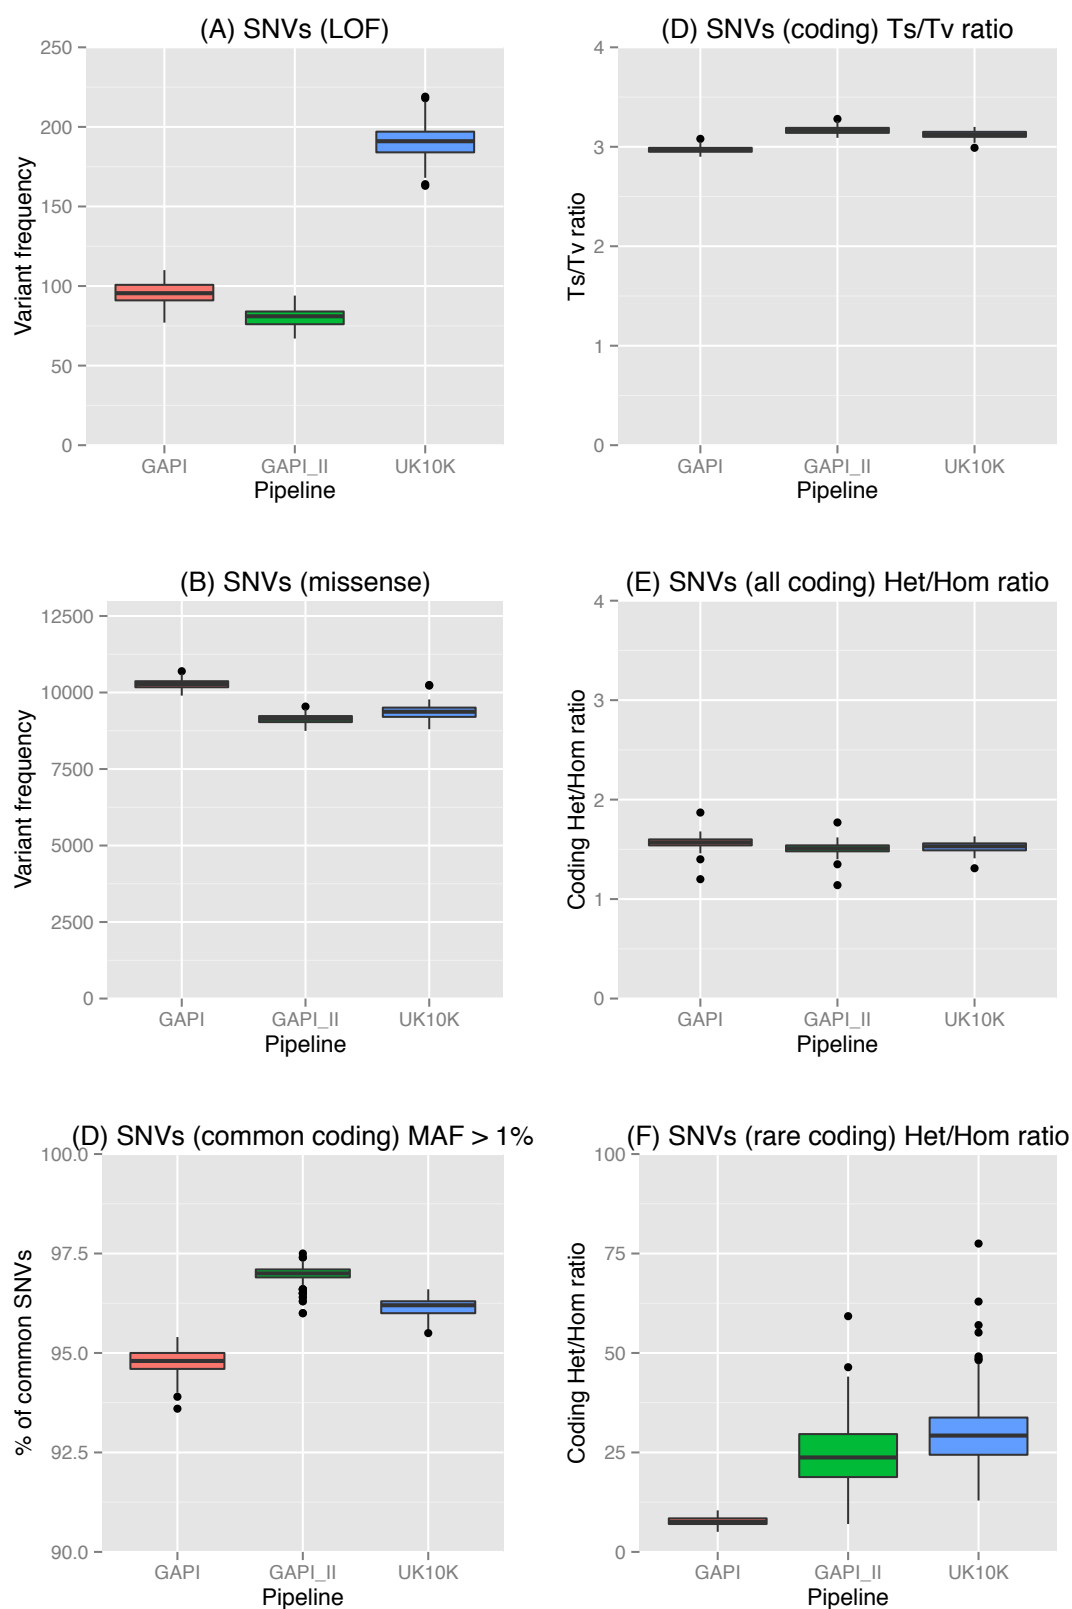 (A) SNVs (LOF)
Variant frequency
250
200
150
100
50
0
GAPI GAPI_II UK10K
Pipeline
(D) SNVs (coding) Ts/Tv ratio
Ts/Tv ratio
4
3
2
1
0
GAPI GAPI_II UK10K
Pipeline
(B) SNVs (missense)
Variant frequency
12500
10000
7500
5000
2500
0
GAPI GAPI_II UK10K
Pipeline
(E) SNVs (all coding) Het/Hom ratio
Coding Het/Hom ratio
4
3
2
1
0
GAPI GAPI_II UK10K
Pipeline
(D) SNVs (common coding) MAF > 1%
% of common SNVs
100.0
97.5
95.0
92.5
90.0
GAPI GAPI_II UK10K
Pipeline
(F) SNVs (rare coding) Het/Hom ratio
Coding Het/Hom ratio
100
75
50
25
0
GAPI GAPI_II UK10K
Pipeline